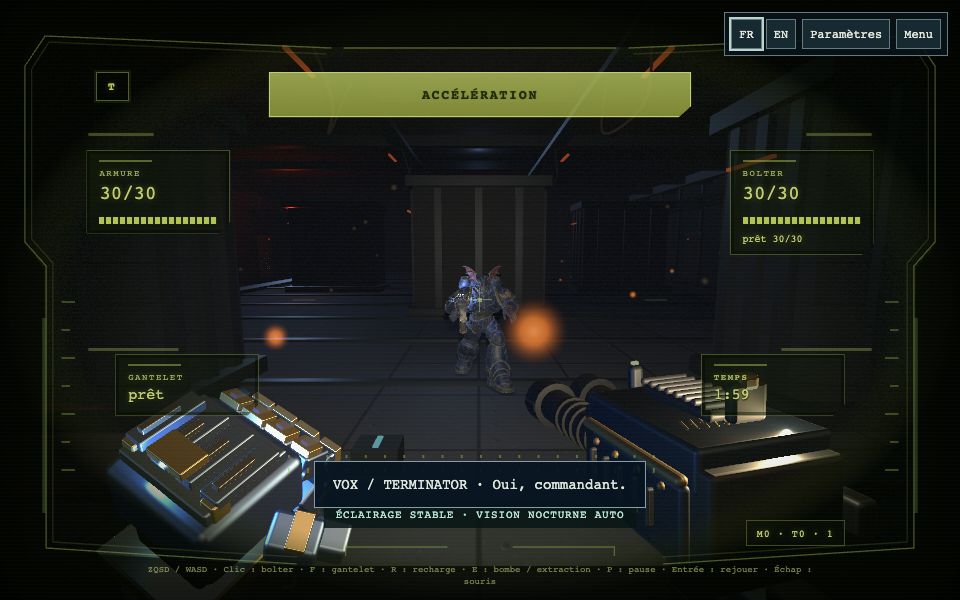 FR EN Paramètres Menu
T
ACCÉLÉRATION
ARMURE
30/30
BOLTER
30/30
prêt 30/30
GANTELET
prêt
TEMPS
1:59
VOX / TERMINATOR · Oui, commandant.
ÉCLAIRAGE STABLE · VISION NOCTURNE AUTO
M0 · T0 · 1
ZQSD / WASD · Clic : bolter · F : gantelet · R : recharge · E : bombe / extraction · P : pause · Entrée : rejouer · Échap :
souris